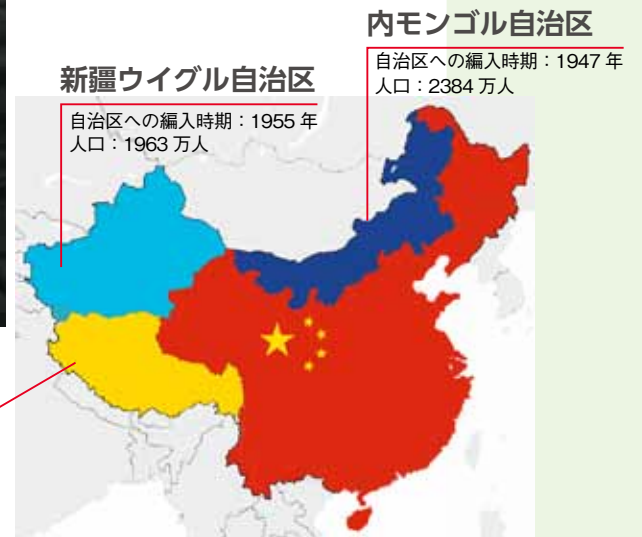 内モンゴル自治区
自治区への編入時期：1947 年
人口：2384 万人
新疆ウイグル自治区
自治区への編入時期：1955 年
人口：1963 万人